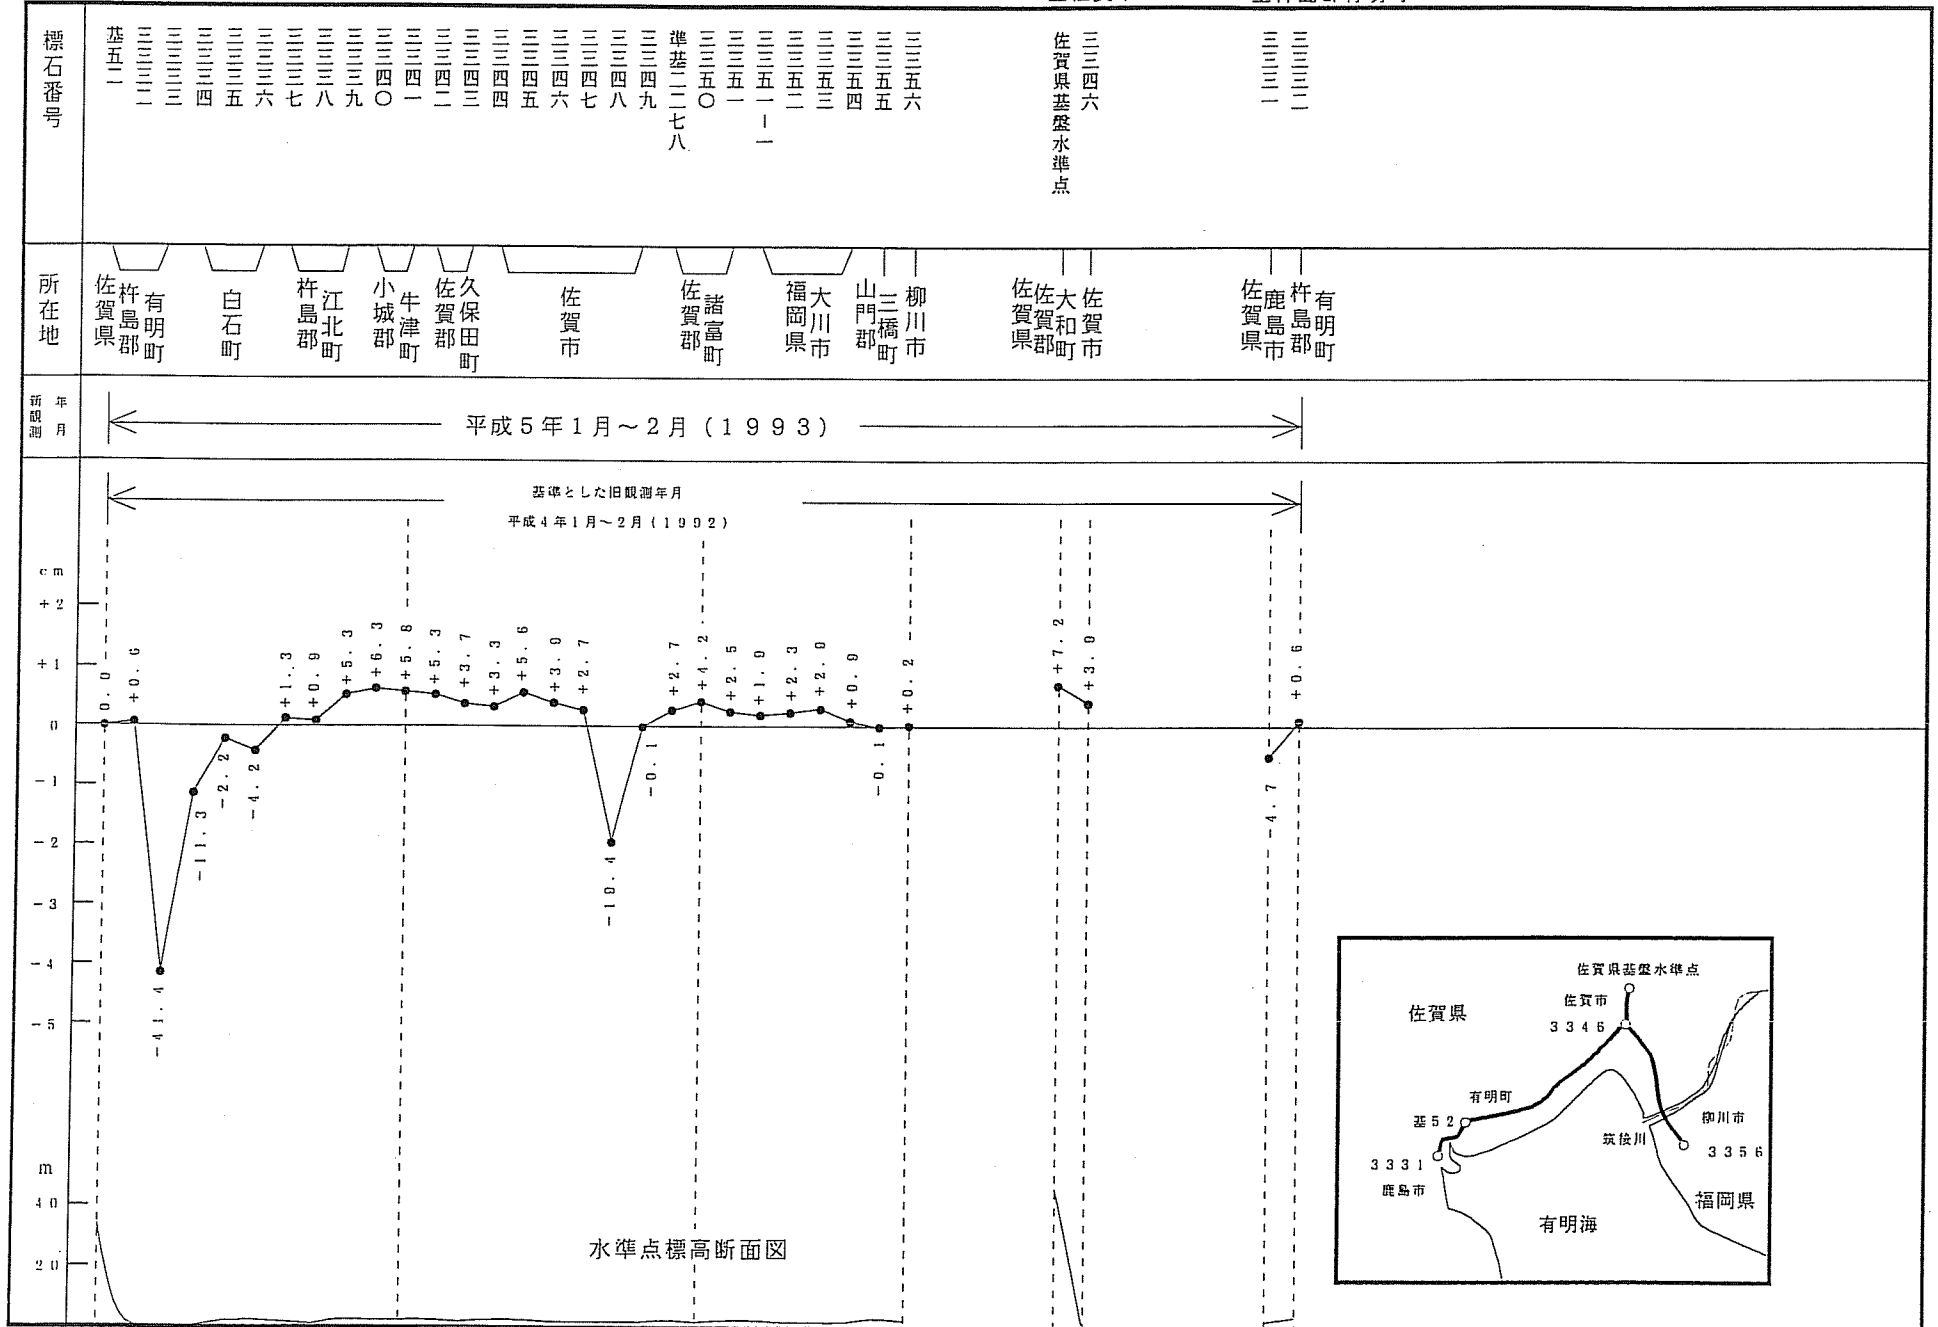 標石番号
基五二
三三三二
三三三三
三三三四
三三三五
三三三六
三三三七
三三三八
三三三九
三三四〇
三三四一
三三四二
三三四三
三三四四
三三四五
三三四六
三三四七
三三四八
三三四九
準基二二七八
三三五〇
三三五一
三三五一ー一
三三五二
三三五三
三三五四
三三五五
三三五六
佐賀県基盤水準点
三三四六
三三三一
三三三二
所在地
佐賀県
杵島郡
有明町
白石町
杵島郡
江北町
小城郡
牛津町
佐賀郡
久保田町
佐賀市
佐賀郡
諸富町
福岡県
大川市
山門郡
三橋町
柳川市
佐賀県
佐賀郡
大和町
佐賀市
佐賀県
鹿島市
杵島郡
有明町
新観測
年月
平成5年1月～2月(1993)
基準とした旧観測年月
平成4年1月～2月(1992)
cm
+2
+1
0
-1
-2
-3
-4
-5
0.0
+0.6
-41.4
-11.3
-2.2
-4.2
+1.3
+0.9
+5.3
+6.3
+5.8
+5.3
+3.7
+3.3
+5.6
+3.9
+2.7
-19.4
-0.1
+2.7
+4.2
+2.5
+1.9
+2.3
+2.9
+0.9
-0.1
+0.2
+7.2
+3.9
-4.7
+0.6
m
40
20
水準点標高断面図
佐賀県基盤水準点
佐賀市
佐賀県
3346
有明町
基52
柳川市
筑後川
3356
3331
鹿島市
福岡県
有明海